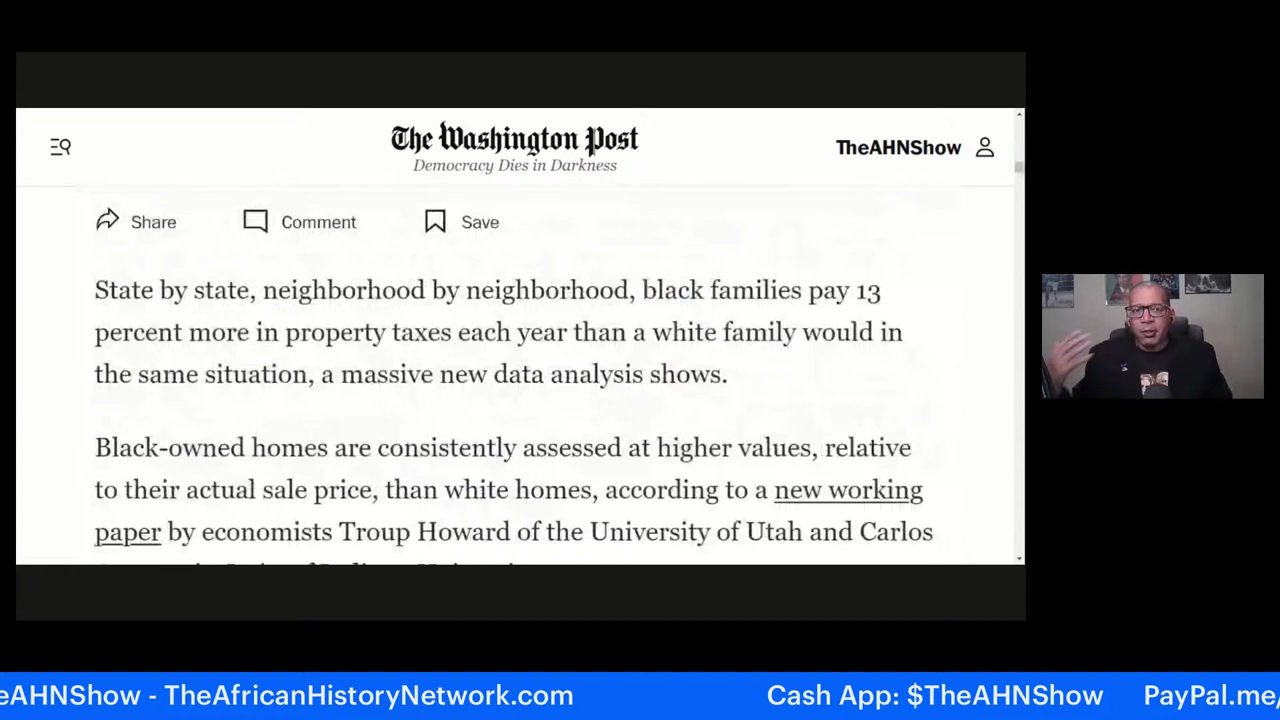 The Washington Post
Democracy Dies in Darkness
TheAHNShow
Share Comment Save
State by state, neighborhood by neighborhood, black families pay 13
percent more in property taxes each year than a white family would in
the same situation, a massive new data analysis shows.
Black-owned homes are consistently assessed at higher values, relative
to their actual sale price, than white homes, according to a new working
paper by economists Troup Howard of the University of Utah and Carlos
eAHNShow - TheAfricanHistoryNetwork.com Cash App: $TheAHNShow PayPal.me/